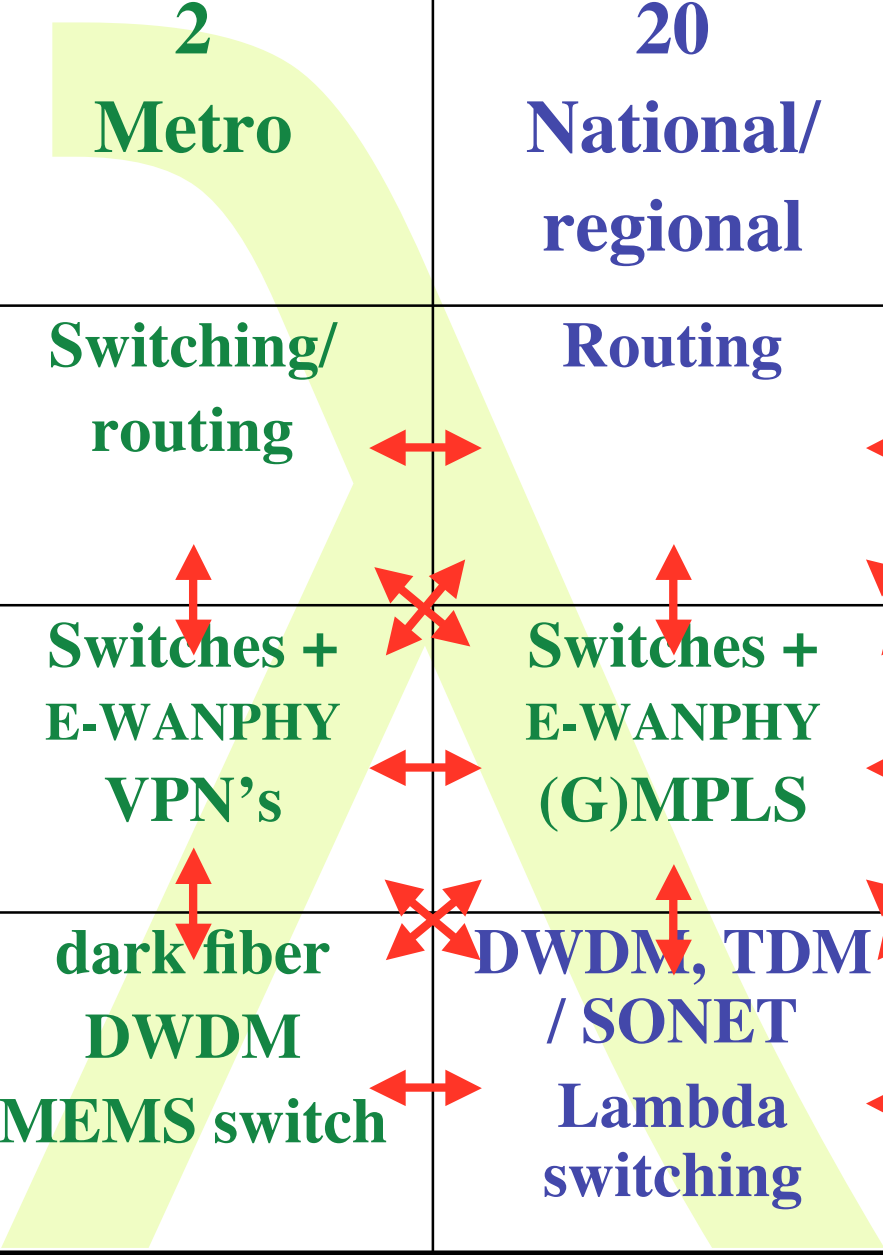 2
Metro
20
National/
regional
Switching/
routing
Routing
Switches +
E-WANPHY
VPN’s
Switches +
E-WANPHY
(G)MPLS
dark fiber
DWDM
MEMS switch
DWDM, TDM
/ SONET
Lambda
switching